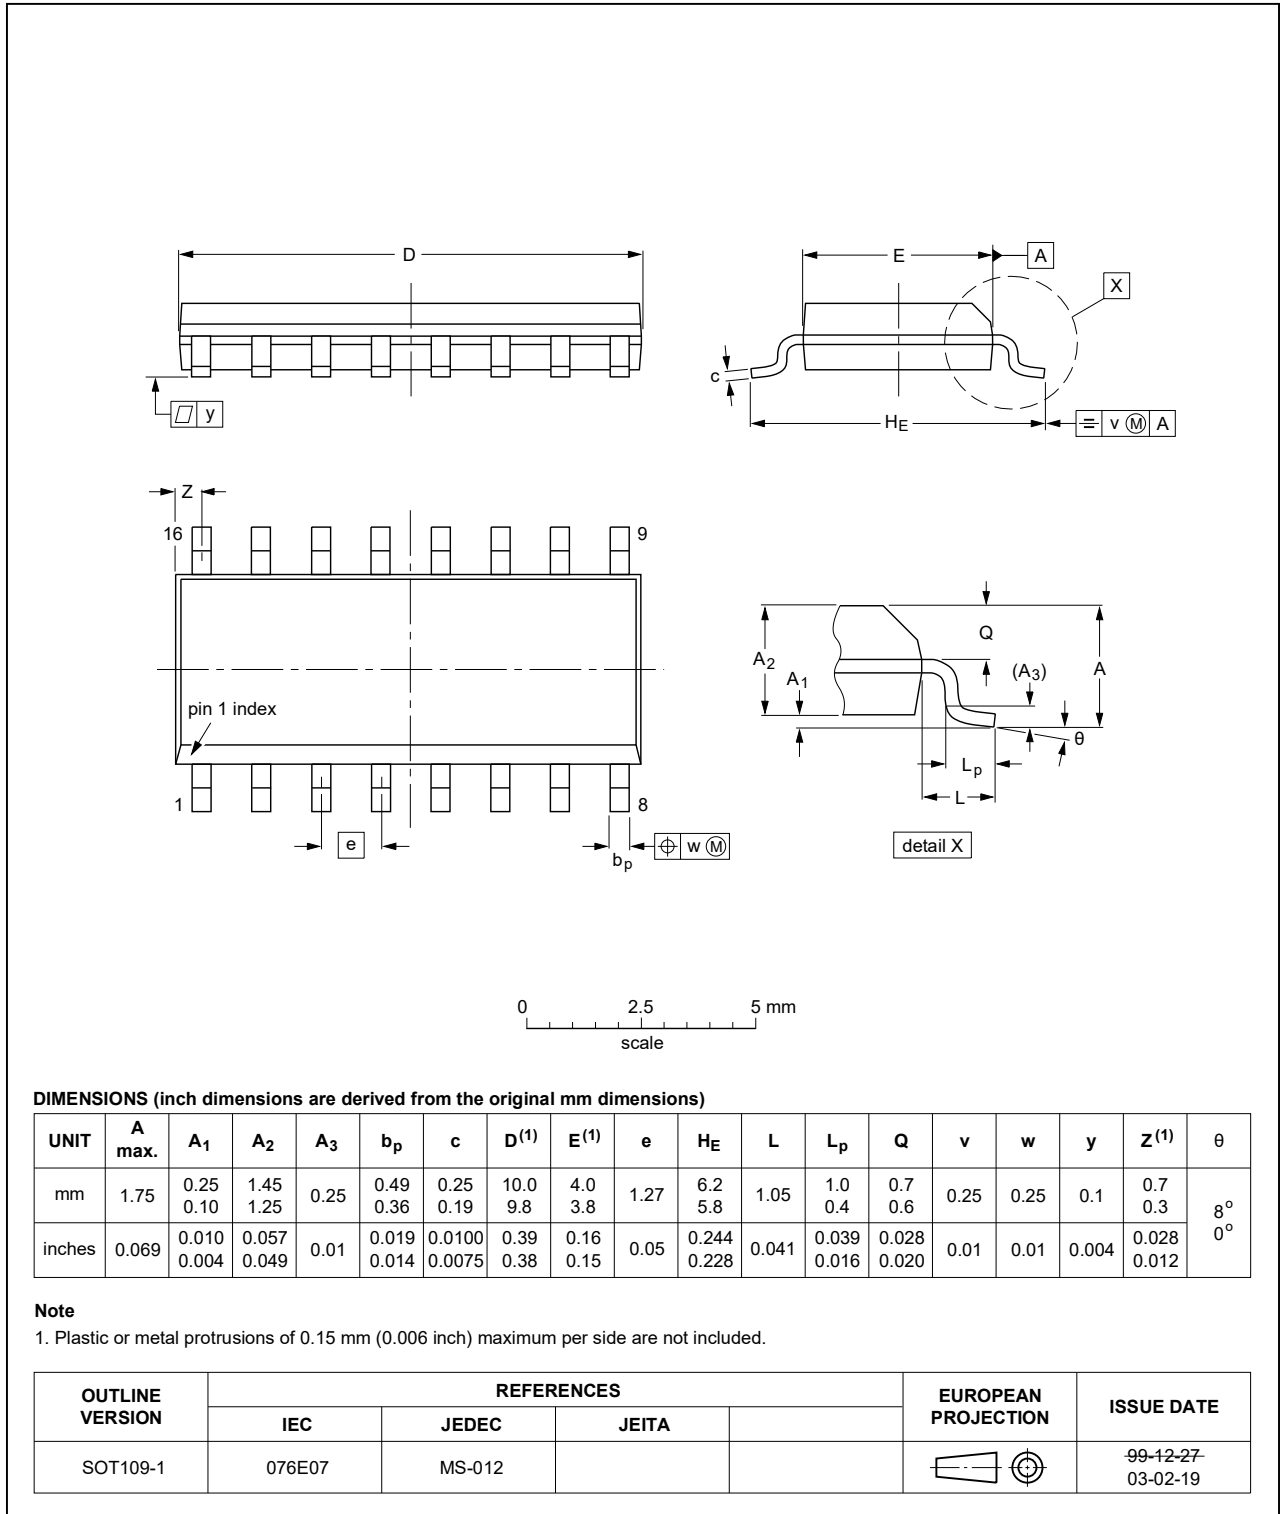 D
E
A
X
c
y
HE
v M A
Z
16
9
pin 1 index
1
8
e
bp
w M
A2
A1
Q
(A3)
A
θ
Lp
L
detail X
0 2.5 5 mm
scale
DIMENSIONS (inch dimensions are derived from the original mm dimensions)
UNIT A max. A1 A2 A3 bp c D(1) E(1) e HE L Lp Q v w y Z(1) θ
mm 1.75 0.25 0.10 1.45 1.25 0.25 0.49 0.36 0.25 0.19 10.0 9.8 4.0 3.8 1.27 6.2 5.8 1.05 1.0 0.4 0.7 0.6 0.25 0.25 0.1 0.7 0.3 8o 0o
inches 0.069 0.010 0.004 0.057 0.049 0.01 0.019 0.014 0.0100 0.0075 0.39 0.38 0.16 0.15 0.05 0.244 0.228 0.041 0.039 0.016 0.028 0.020 0.01 0.01 0.004 0.028 0.012
Note
1. Plastic or metal protrusions of 0.15 mm (0.006 inch) maximum per side are not included.
OUTLINE VERSION REFERENCES EUROPEAN PROJECTION ISSUE DATE
IEC JEDEC JEITA
SOT109-1 076E07 MS-012 99-12-27
03-02-19